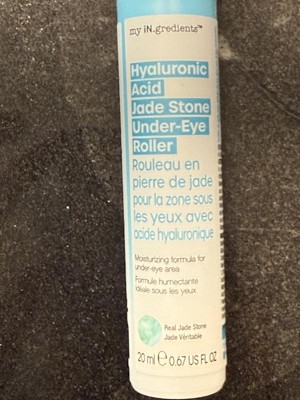 my iN.gredients™
Hyaluronic
Acid
Jade Stone
Under-Eye
Roller
Rouleau en
pierre de jade
pour la zone sous
les yeux avec
acide hyaluronique
Moisturizing formula for
under-eye area
Formule humectante
idéale sous les yeux
Real Jade Stone
Jade Véritable
20 ml ℮ 0.67 US FL OZ